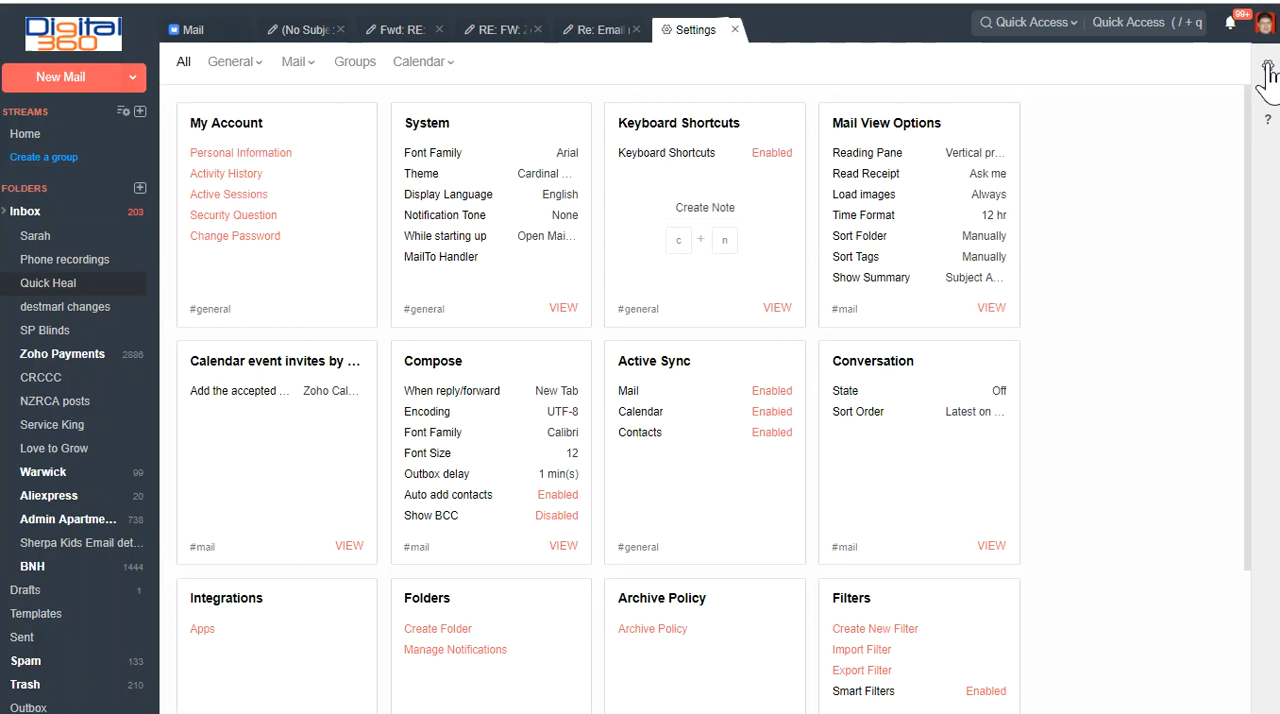 Digital
360
Mail
(No Subje
Fwd: RE:
RE: FW:
Re: Email
Settings
Quick Access
Quick Access ( / + q
99+
New Mail
All
General
Mail
Groups
Calendar
STREAMS
Home
Create a group
FOLDERS
Inbox 203
Sarah
Phone recordings
Quick Heal
destmarl changes
SP Blinds
Zoho Payments 2886
CRCCC
NZRCA posts
Service King
Love to Grow
Warwick 99
Aliexpress 20
Admin Apartme... 738
Sherpa Kids Email det...
BNH 1444
Drafts 1
Templates
Sent
Spam 133
Trash 210
Outbox
?
My Account
Personal Information
Activity History
Active Sessions
Security Question
Change Password
#general
System
Font Family Arial
Theme Cardinal ...
Display Language English
Notification Tone None
While starting up Open Mai...
MailTo Handler
#general VIEW
Keyboard Shortcuts
Keyboard Shortcuts Enabled
Create Note
c + n
#general VIEW
Mail View Options
Reading Pane Vertical pr...
Read Receipt Ask me
Load images Always
Time Format 12 hr
Sort Folder Manually
Sort Tags Manually
Show Summary Subject A...
#mail VIEW
Calendar event invites by ...
Add the accepted ... Zoho Cal...
#mail VIEW
Compose
When reply/forward New Tab
Encoding UTF-8
Font Family Calibri
Font Size 12
Outbox delay 1 min(s)
Auto add contacts Enabled
Show BCC Disabled
#mail VIEW
Active Sync
Mail Enabled
Calendar Enabled
Contacts Enabled
#general
Conversation
State Off
Sort Order Latest on ...
#mail VIEW
Integrations
Apps
Folders
Create Folder
Manage Notifications
Archive Policy
Archive Policy
Filters
Create New Filter
Import Filter
Export Filter
Smart Filters Enabled